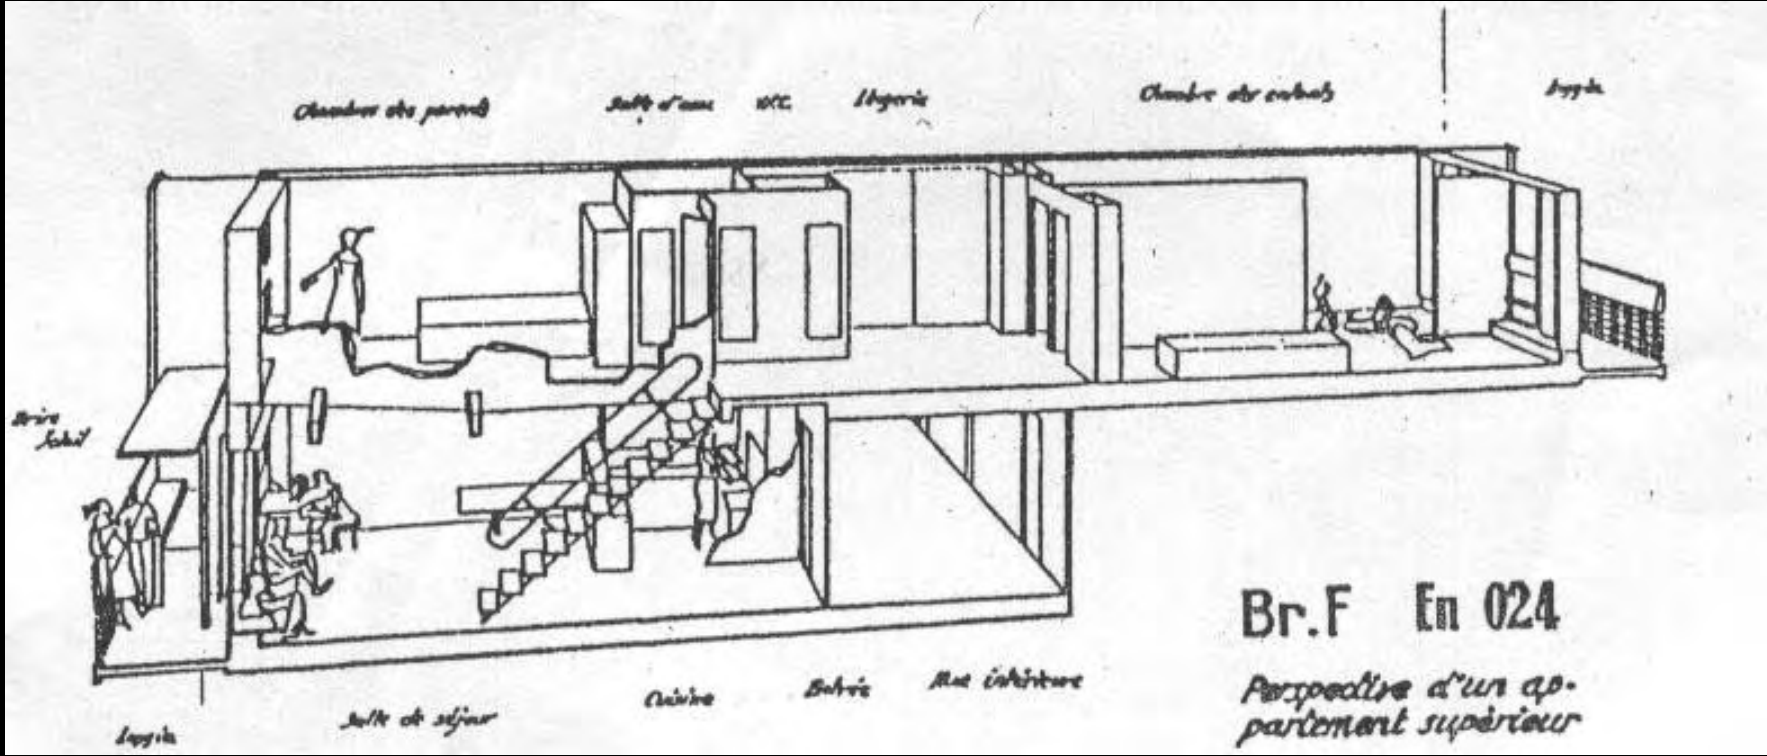 Chambre des parents
Salle d'eau
W.C.
Lingerie
Chambre des enfants
Loggia
Brise
Soleil
Loggia
Salle de séjour
Cuisine
Entrée
Rue intérieure
Br.F En 024
Perspective d'un ap-
partement supérieur